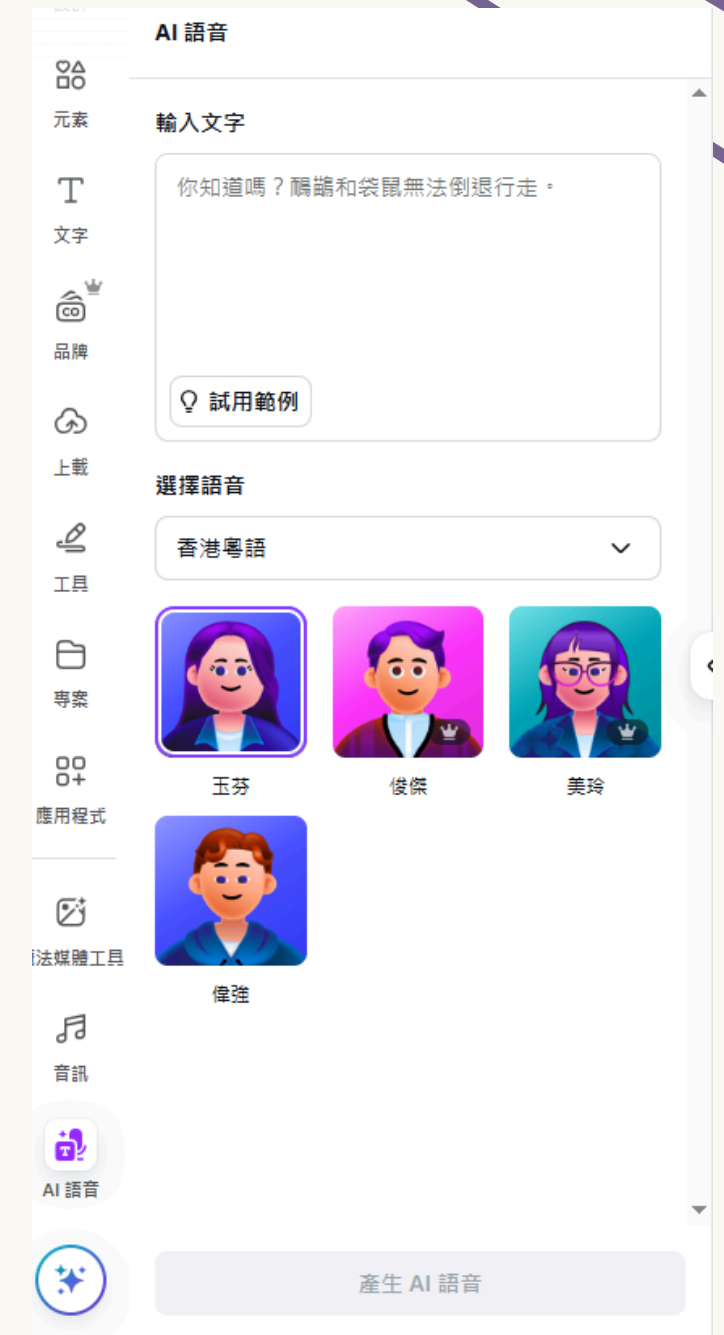 AI 語音
元素
文字
品牌
上載
工具
專案
應用程式
法媒體工具
音訊
AI 語音
輸入文字
你知道嗎？鴯鶓和袋鼠無法倒退行走。
試用範例
選擇語音
香港粵語
玉芬
俊傑
美玲
偉強
產生 AI 語音